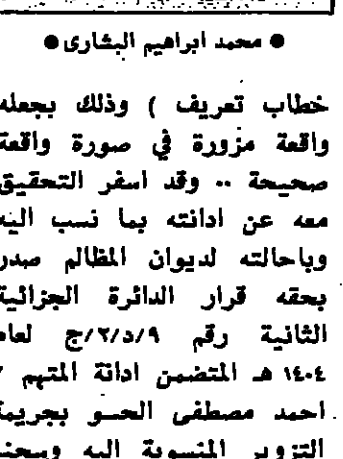 ● محمد ابراهيم البشارى ●
خطاب تعريف ) وذلك بجعله
واقعة مزورة في صورة واقعة
صحيحة .. وقد اسفر التحقيق
معه عن ادانته بما نسب اليه
وباحالته لديوان المظالم صدر
بحقه قرار الدائرة الجزائية
الثانية رقم ٩/د/٢/ج لعام
١٤٠٤ هـ المتضمن ادانة المتهم /
احمد مصطفى الحسو بجريمة
التزوير المنسوبة اليه وسجنه